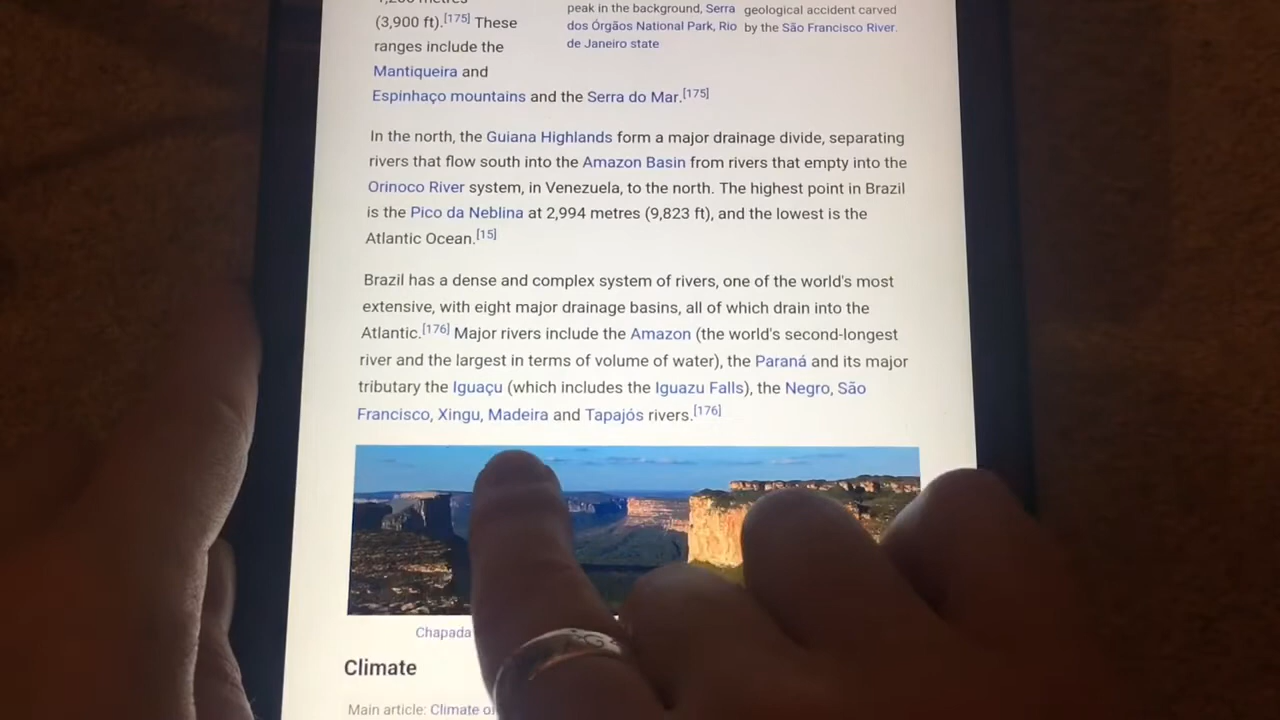 (3,900 ft).[175] These
ranges include the
Mantiqueira and
Espinhaço mountains and the Serra do Mar.[175]
peak in the background, Serra
dos Órgãos National Park, Rio
de Janeiro state
geological accident carved
by the São Francisco River.
In the north, the Guiana Highlands form a major drainage divide, separating
rivers that flow south into the Amazon Basin from rivers that empty into the
Orinoco River system, in Venezuela, to the north. The highest point in Brazil
is the Pico da Neblina at 2,994 metres (9,823 ft), and the lowest is the
Atlantic Ocean.[15]
Brazil has a dense and complex system of rivers, one of the world's most
extensive, with eight major drainage basins, all of which drain into the
Atlantic.[176] Major rivers include the Amazon (the world's second-longest
river and the largest in terms of volume of water), the Paraná and its major
tributary the Iguaçu (which includes the Iguazu Falls), the Negro, São
Francisco, Xingu, Madeira and Tapajós rivers.[176]
Chapada
Climate
Main article: Climate